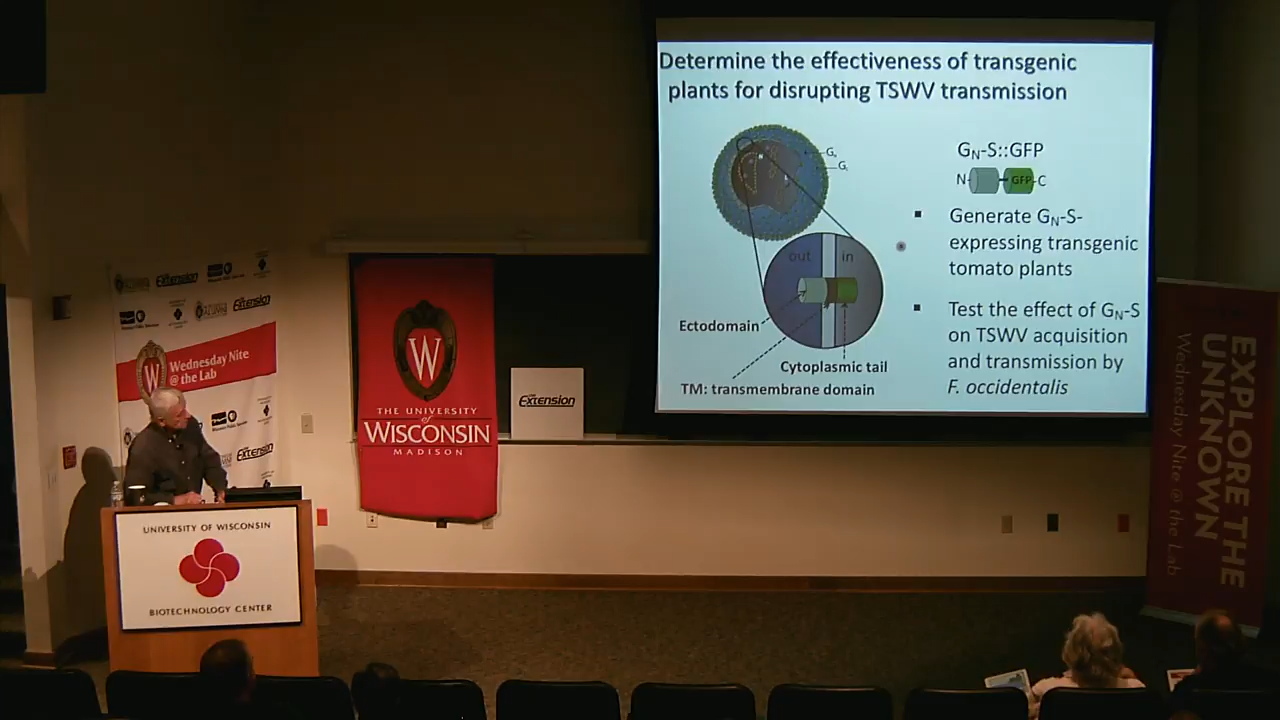 Determine the effectiveness of transgenic
plants for disrupting TSWV transmission
GN-S::GFP
N
GFP
C
out
in
Ectodomain
Cytoplasmic tail
TM: transmembrane domain
▪ Generate GN-S-
expressing transgenic
tomato plants
▪ Test the effect of GN-S
on TSWV acquisition
and transmission by
F. occidentalis
Extension
Extension
Wednesday Nite
@ the Lab
Extension
W
THE UNIVERSITY
of
WISCONSIN
MADISON
Extension
UNIVERSITY OF WISCONSIN
BIOTECHNOLOGY CENTER
EXPLORE THE
UNKNOWN
Wednesday Nite @ the Lab